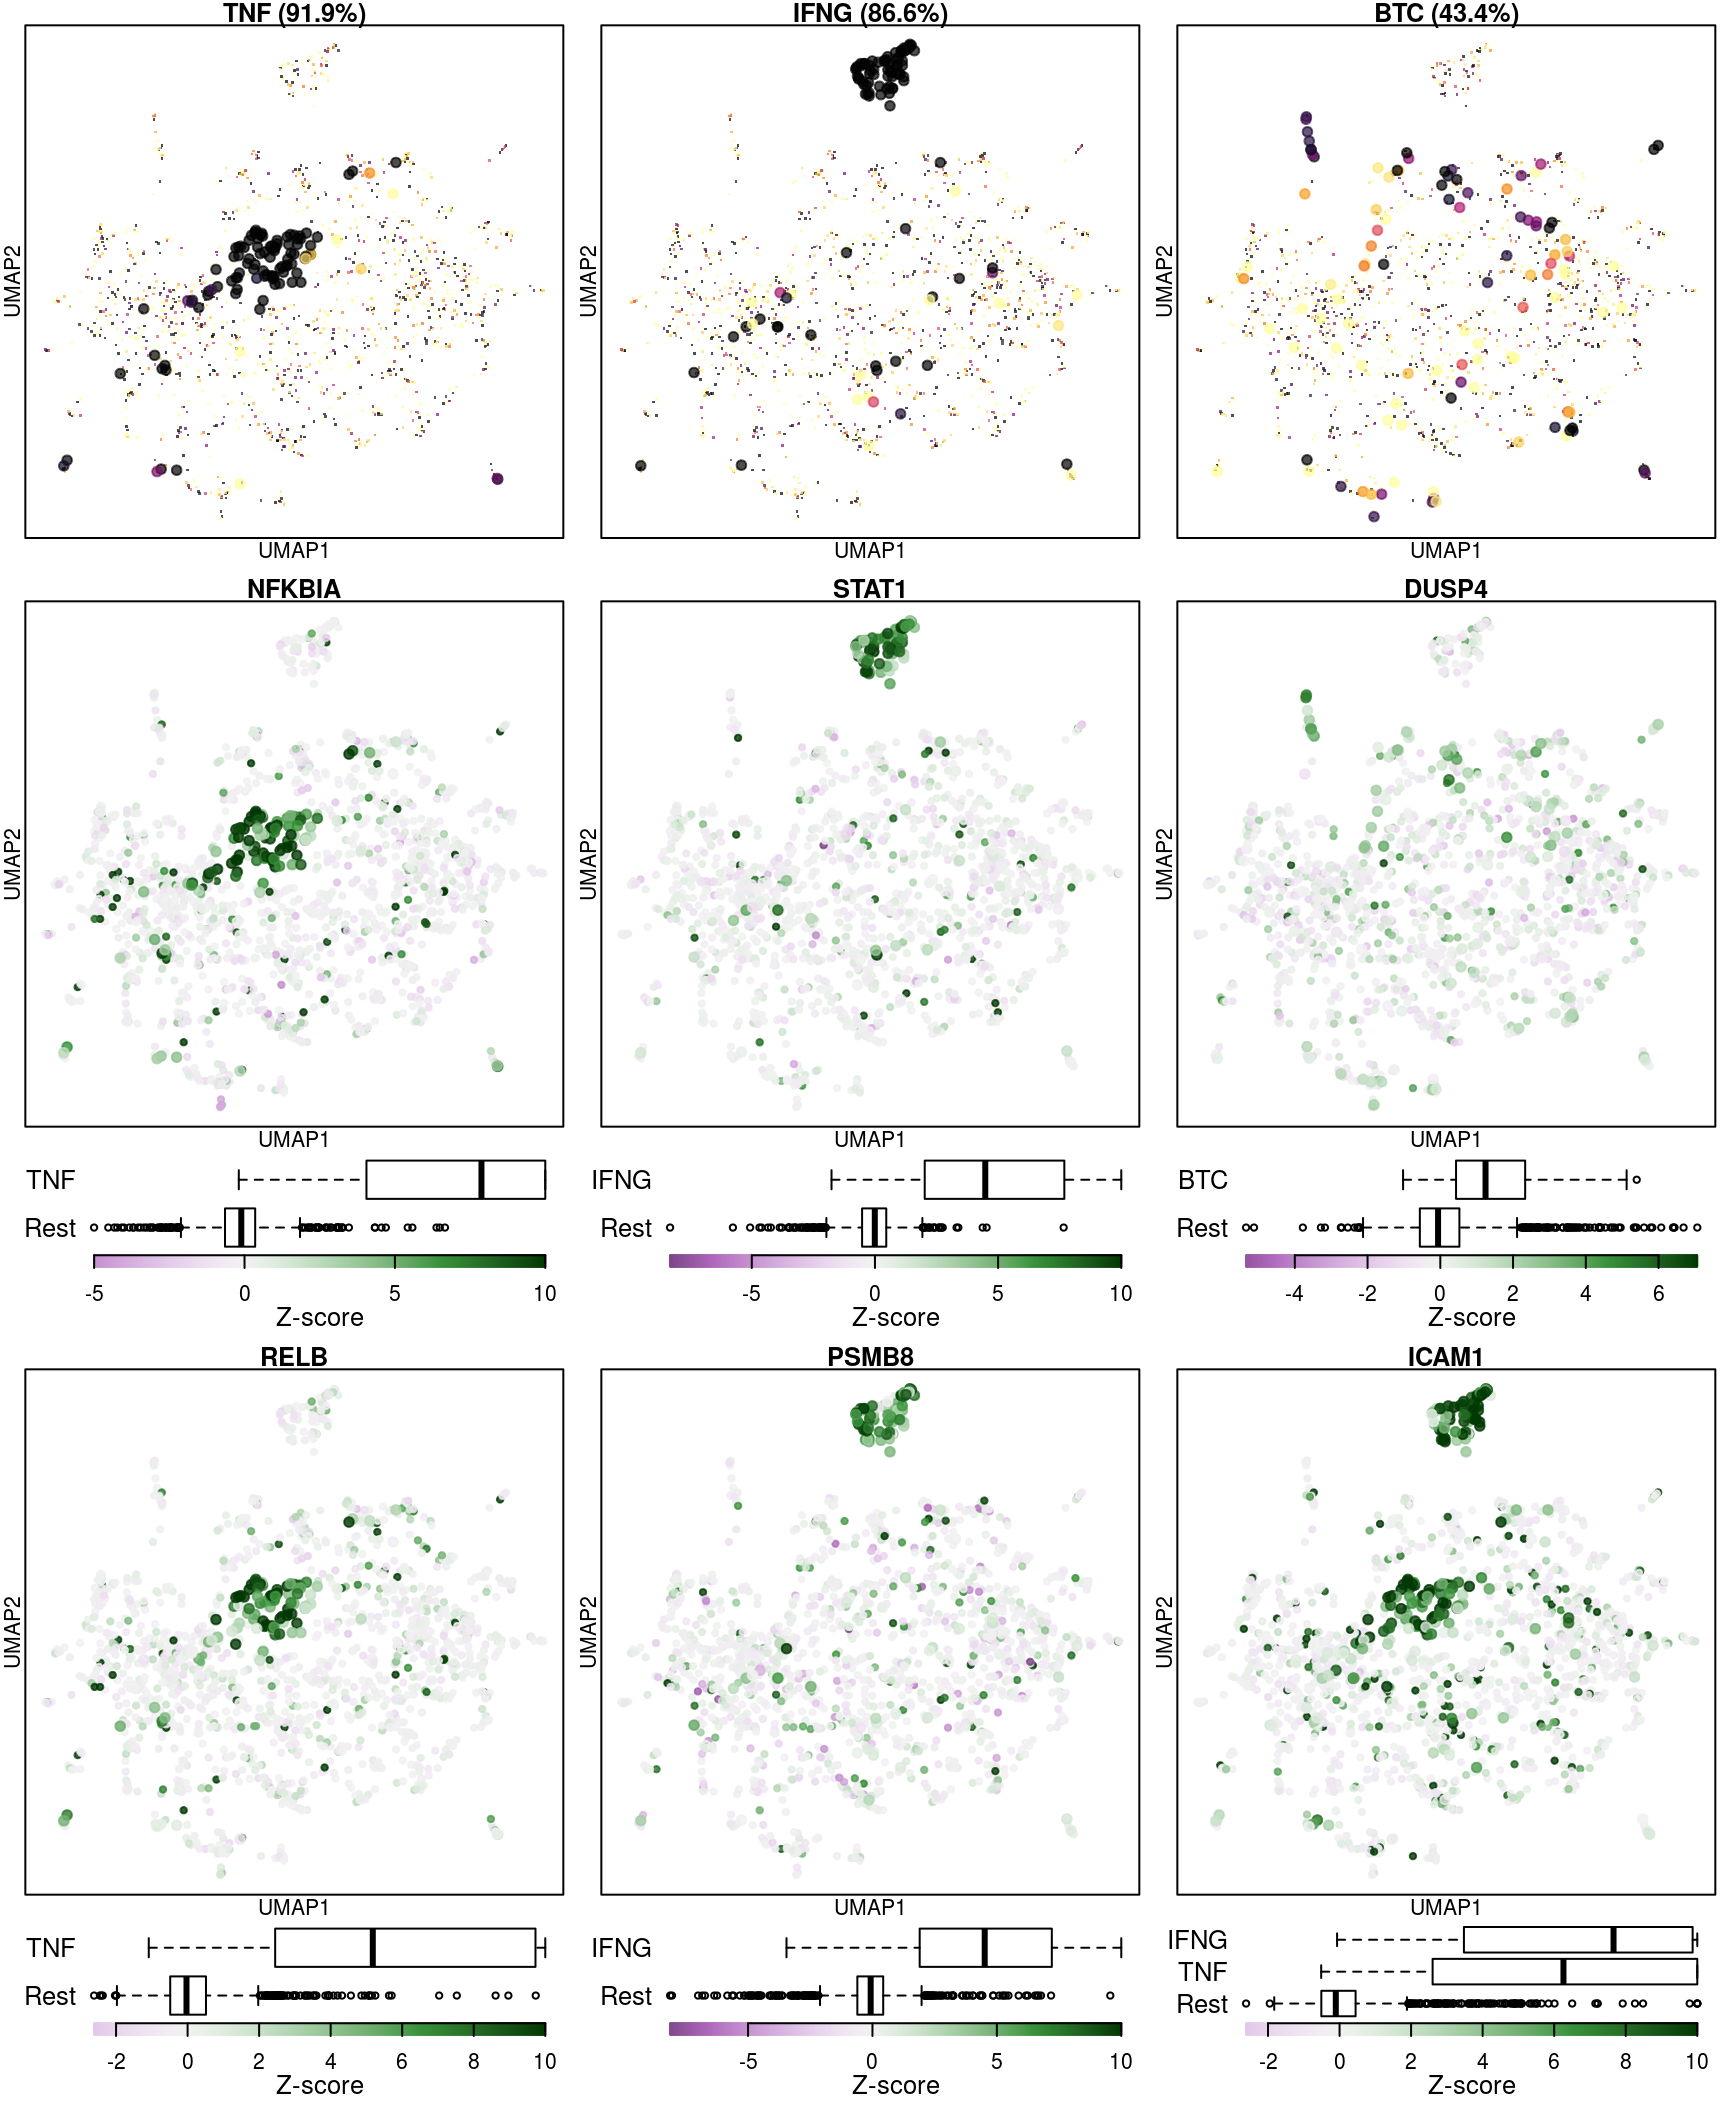 TNF (91.9%) IFNG (86.6%) BTC (43.4%)
UMAP2 UMAP2 UMAP2
UMAP1 UMAP1 UMAP1
NFKBIA STAT1 DUSP4
UMAP2 UMAP2 UMAP2
UMAP1 UMAP1 UMAP1
TNF IFNG BTC
Rest Rest Rest
-5 0 5 10 -5 0 5 10 -4 -2 0 2 4 6
Z-score Z-score Z-score
RELB PSMB8 ICAM1
UMAP2 UMAP2 UMAP2
UMAP1 UMAP1 UMAP1
TNF IFNG IFNG
TNF
Rest Rest Rest
-2 0 2 4 6 8 10 -5 0 5 10 -2 0 2 4 6 8 10
Z-score Z-score Z-score